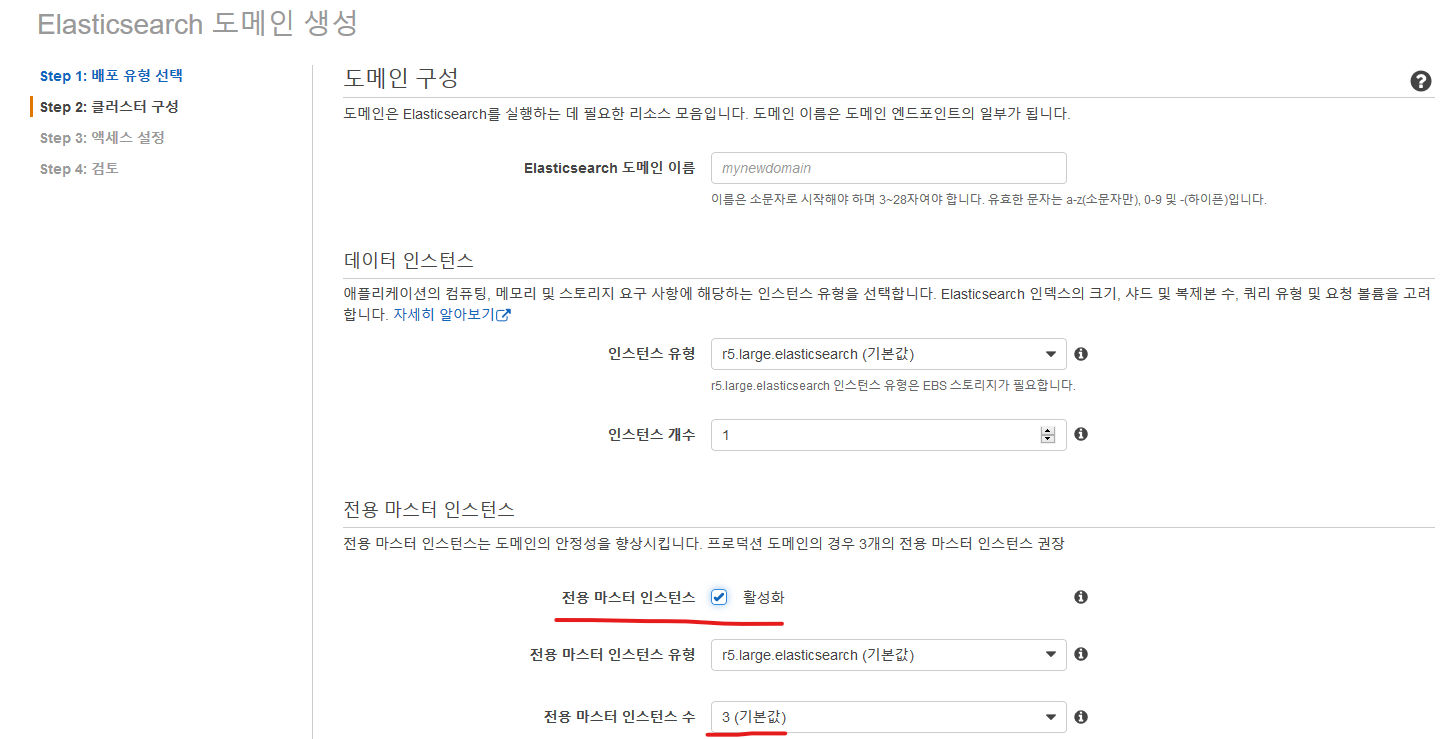 Elasticsearch 도메인 생성
Step 1: 배포 유형 선택
Step 2: 클러스터 구성
Step 3: 액세스 설정
Step 4: 검토
도메인 구성
도메인은 Elasticsearch를 실행하는 데 필요한 리소스 모음입니다. 도메인 이름은 도메인 엔드포인트의 일부가 됩니다.
Elasticsearch 도메인 이름 mynewdomain
이름은 소문자로 시작해야 하며 3~28자여야 합니다. 유효한 문자는 a-z(소문자만), 0-9 및 -(하이픈)입니다.
데이터 인스턴스
애플리케이션의 컴퓨팅, 메모리 및 스토리지 요구 사항에 해당하는 인스턴스 유형을 선택합니다. Elasticsearch 인덱스의 크기, 샤드 및 복제본 수, 쿼리 유형 및 요청 볼륨을 고려
합니다. 자세히 알아보기
인스턴스 유형 r5.large.elasticsearch (기본값)
r5.large.elasticsearch 인스턴스 유형은 EBS 스토리지가 필요합니다.
인스턴스 개수 1
전용 마스터 인스턴스
전용 마스터 인스턴스는 도메인의 안정성을 향상시킵니다. 프로덕션 도메인의 경우 3개의 전용 마스터 인스턴스 권장
전용 마스터 인스턴스 활성화
전용 마스터 인스턴스 유형 r5.large.elasticsearch (기본값)
전용 마스터 인스턴스 수 3 (기본값)